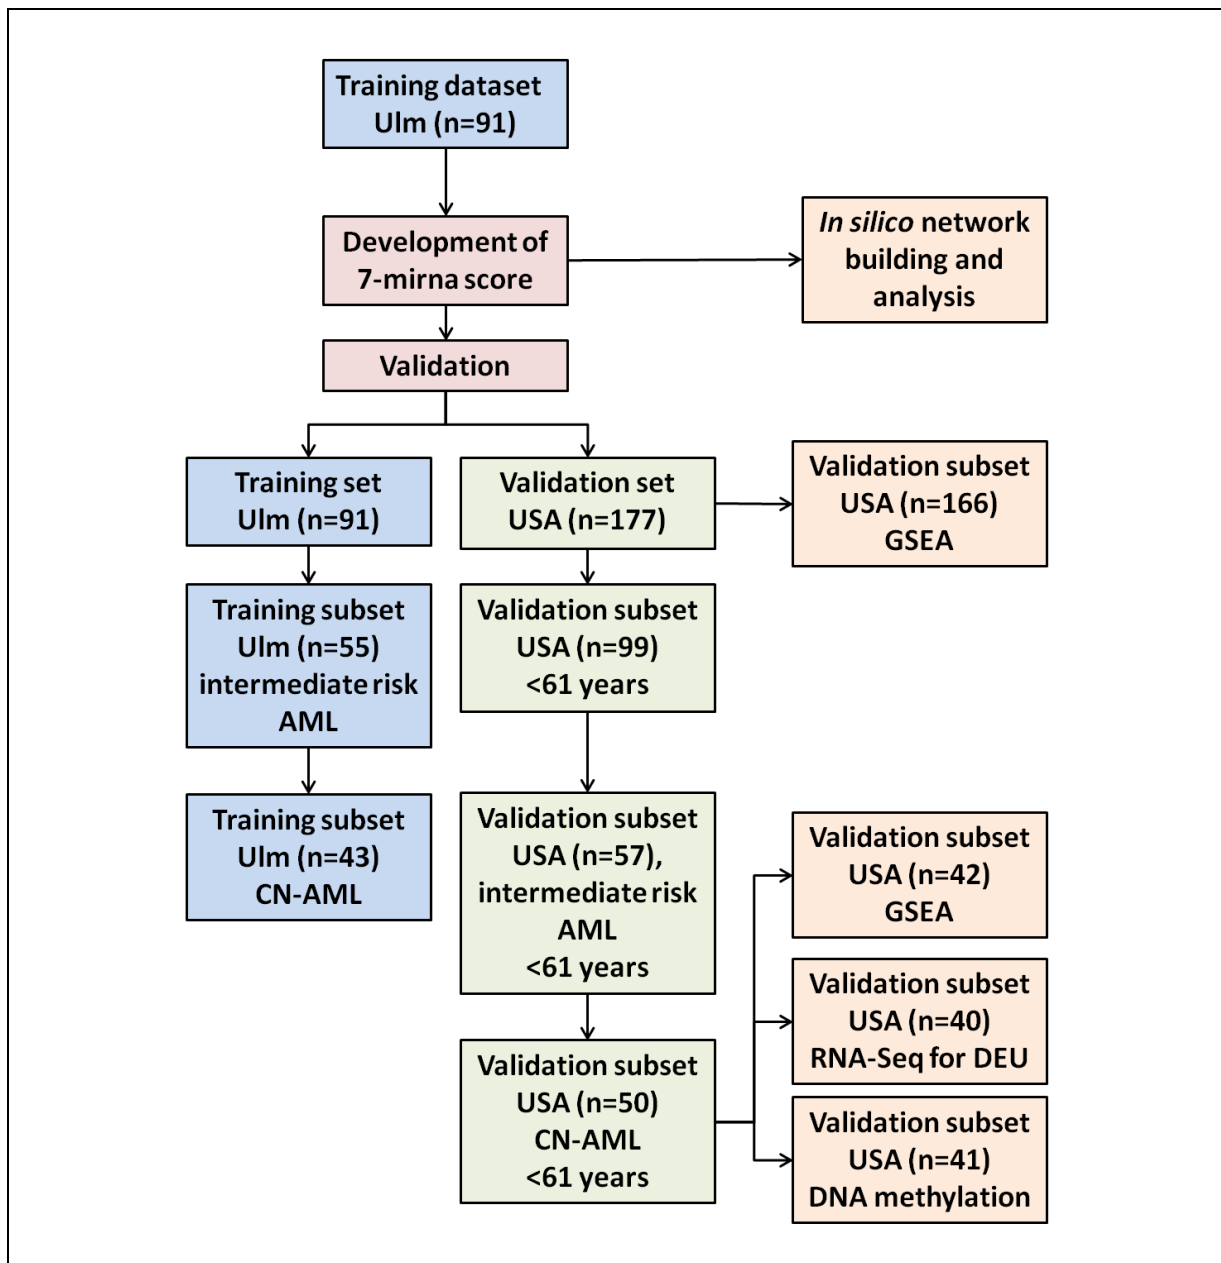 Training dataset
Ulm (n=91)
Development of
7-mirna score
In silico network
building and
analysis
Validation
Training set
Ulm (n=91)
Validation set
USA (n=177)
Validation subset
USA (n=166)
GSEA
Training subset
Ulm (n=55)
intermediate risk
AML
Validation subset
USA (n=99)
<61 years
Training subset
Ulm (n=43)
CN-AML
Validation subset
USA (n=57),
intermediate risk
AML
<61 years
Validation subset
USA (n=42)
GSEA
Validation subset
USA (n=40)
RNA-Seq for DEU
Validation subset
USA (n=50)
CN-AML
<61 years
Validation subset
USA (n=41)
DNA methylation